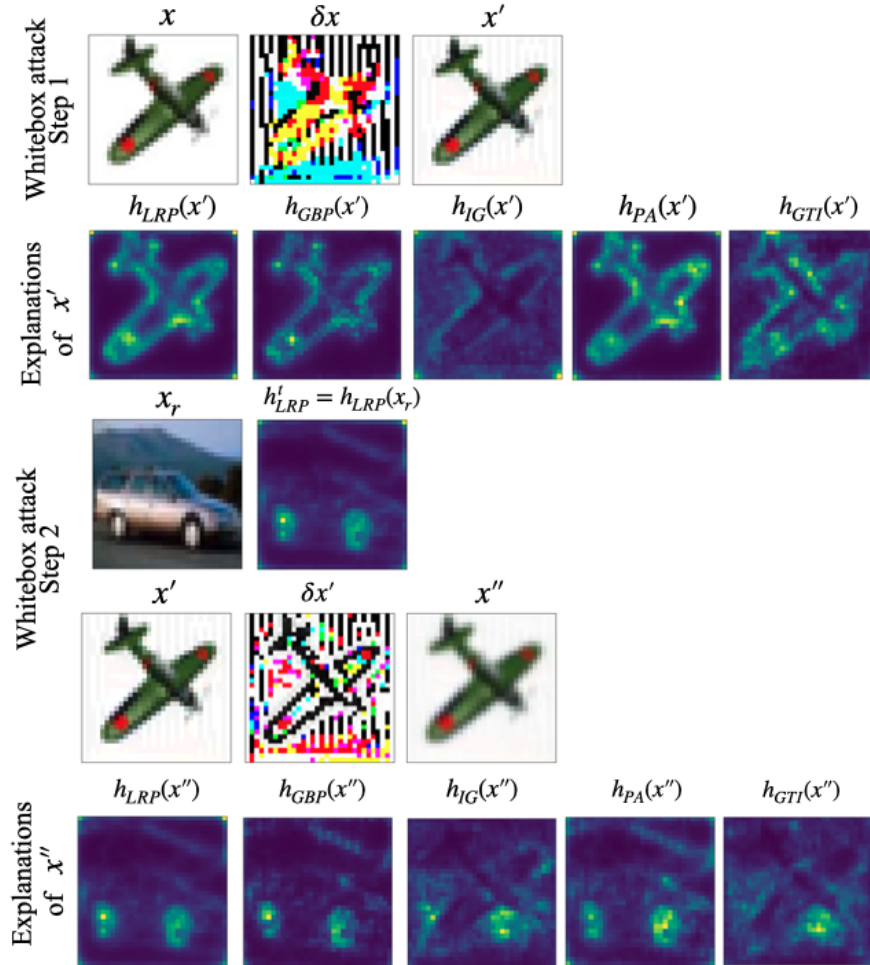 x δx x′
Whitebox attack
Step 1
h_LRP(x′) h_GBP(x′) h_IG(x′) h_PA(x′) h_GTI(x′)
Explanations
of x′
x_r h^t_LRP = h_LRP(x_r)
Whitebox attack
Step 2
x′ δx′ x″
h_LRP(x″) h_GBP(x″) h_IG(x″) h_PA(x″) h_GTI(x″)
Explanations
of x″